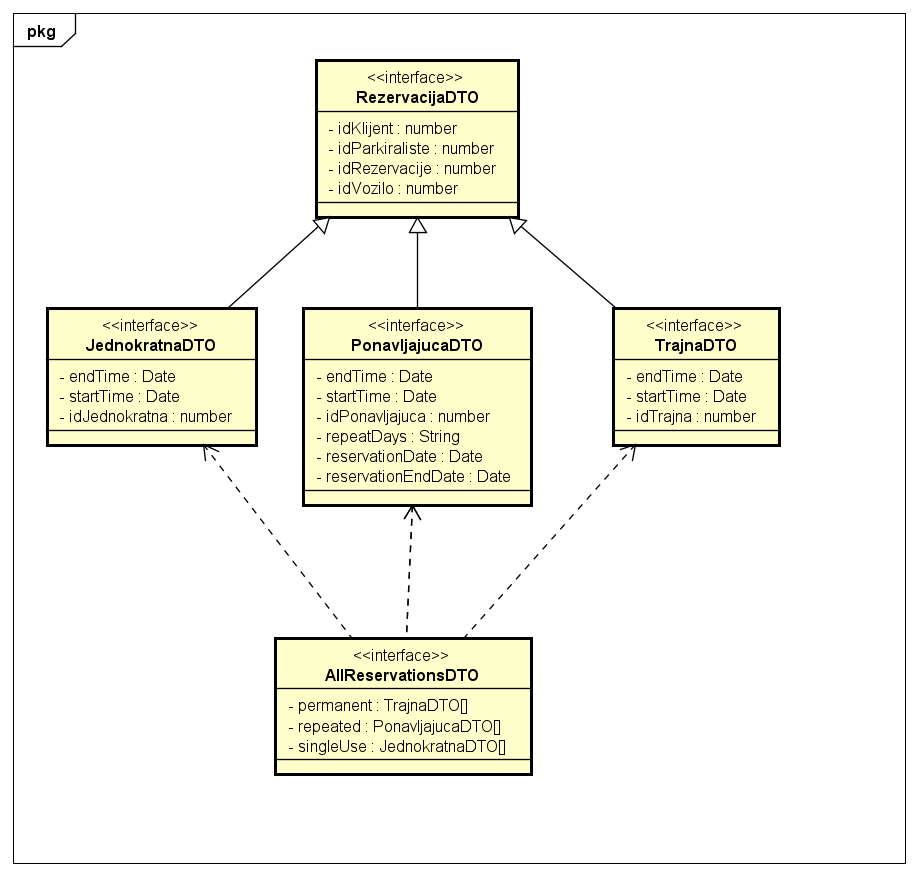 pkg
<<interface>>
RezervacijaDTO
- idKlijent : number
- idParkiraliste : number
- idRezervacije : number
- idVozilo : number
<<interface>>
JednokratnaDTO
- endTime : Date
- startTime : Date
- idJednokratna : number
<<interface>>
PonavljajucaDTO
- endTime : Date
- startTime : Date
- idPonavljajuca : number
- repeatDays : String
- reservationDate : Date
- reservationEndDate : Date
<<interface>>
TrajnaDTO
- endTime : Date
- startTime : Date
- idTrajna : number
<<interface>>
AllReservationsDTO
- permanent : TrajnaDTO[]
- repeated : PonavljajucaDTO[]
- singleUse : JednokratnaDTO[]